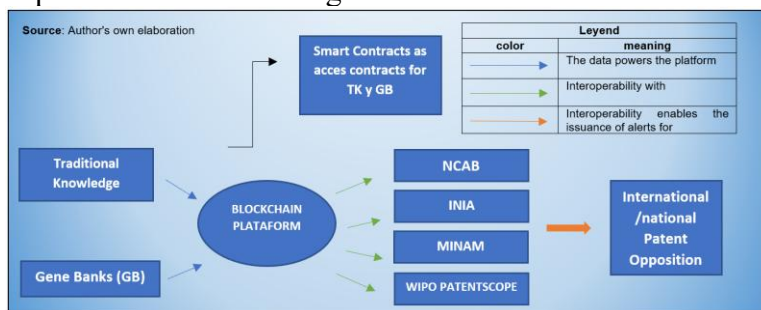 Source: Author's own elaboration
Smart Contracts as
acces contracts for
TK y GB
Leyend
color meaning
The data powers the platform
Interoperability with
Interoperability enables the
issuance of alerts for
Traditional
Knowledge
Gene Banks (GB)
BLOCKCHAIN
PLATAFORM
NCAB
INIA
MINAM
WIPO PATENTSCOPE
International
/national
Patent
Opposition